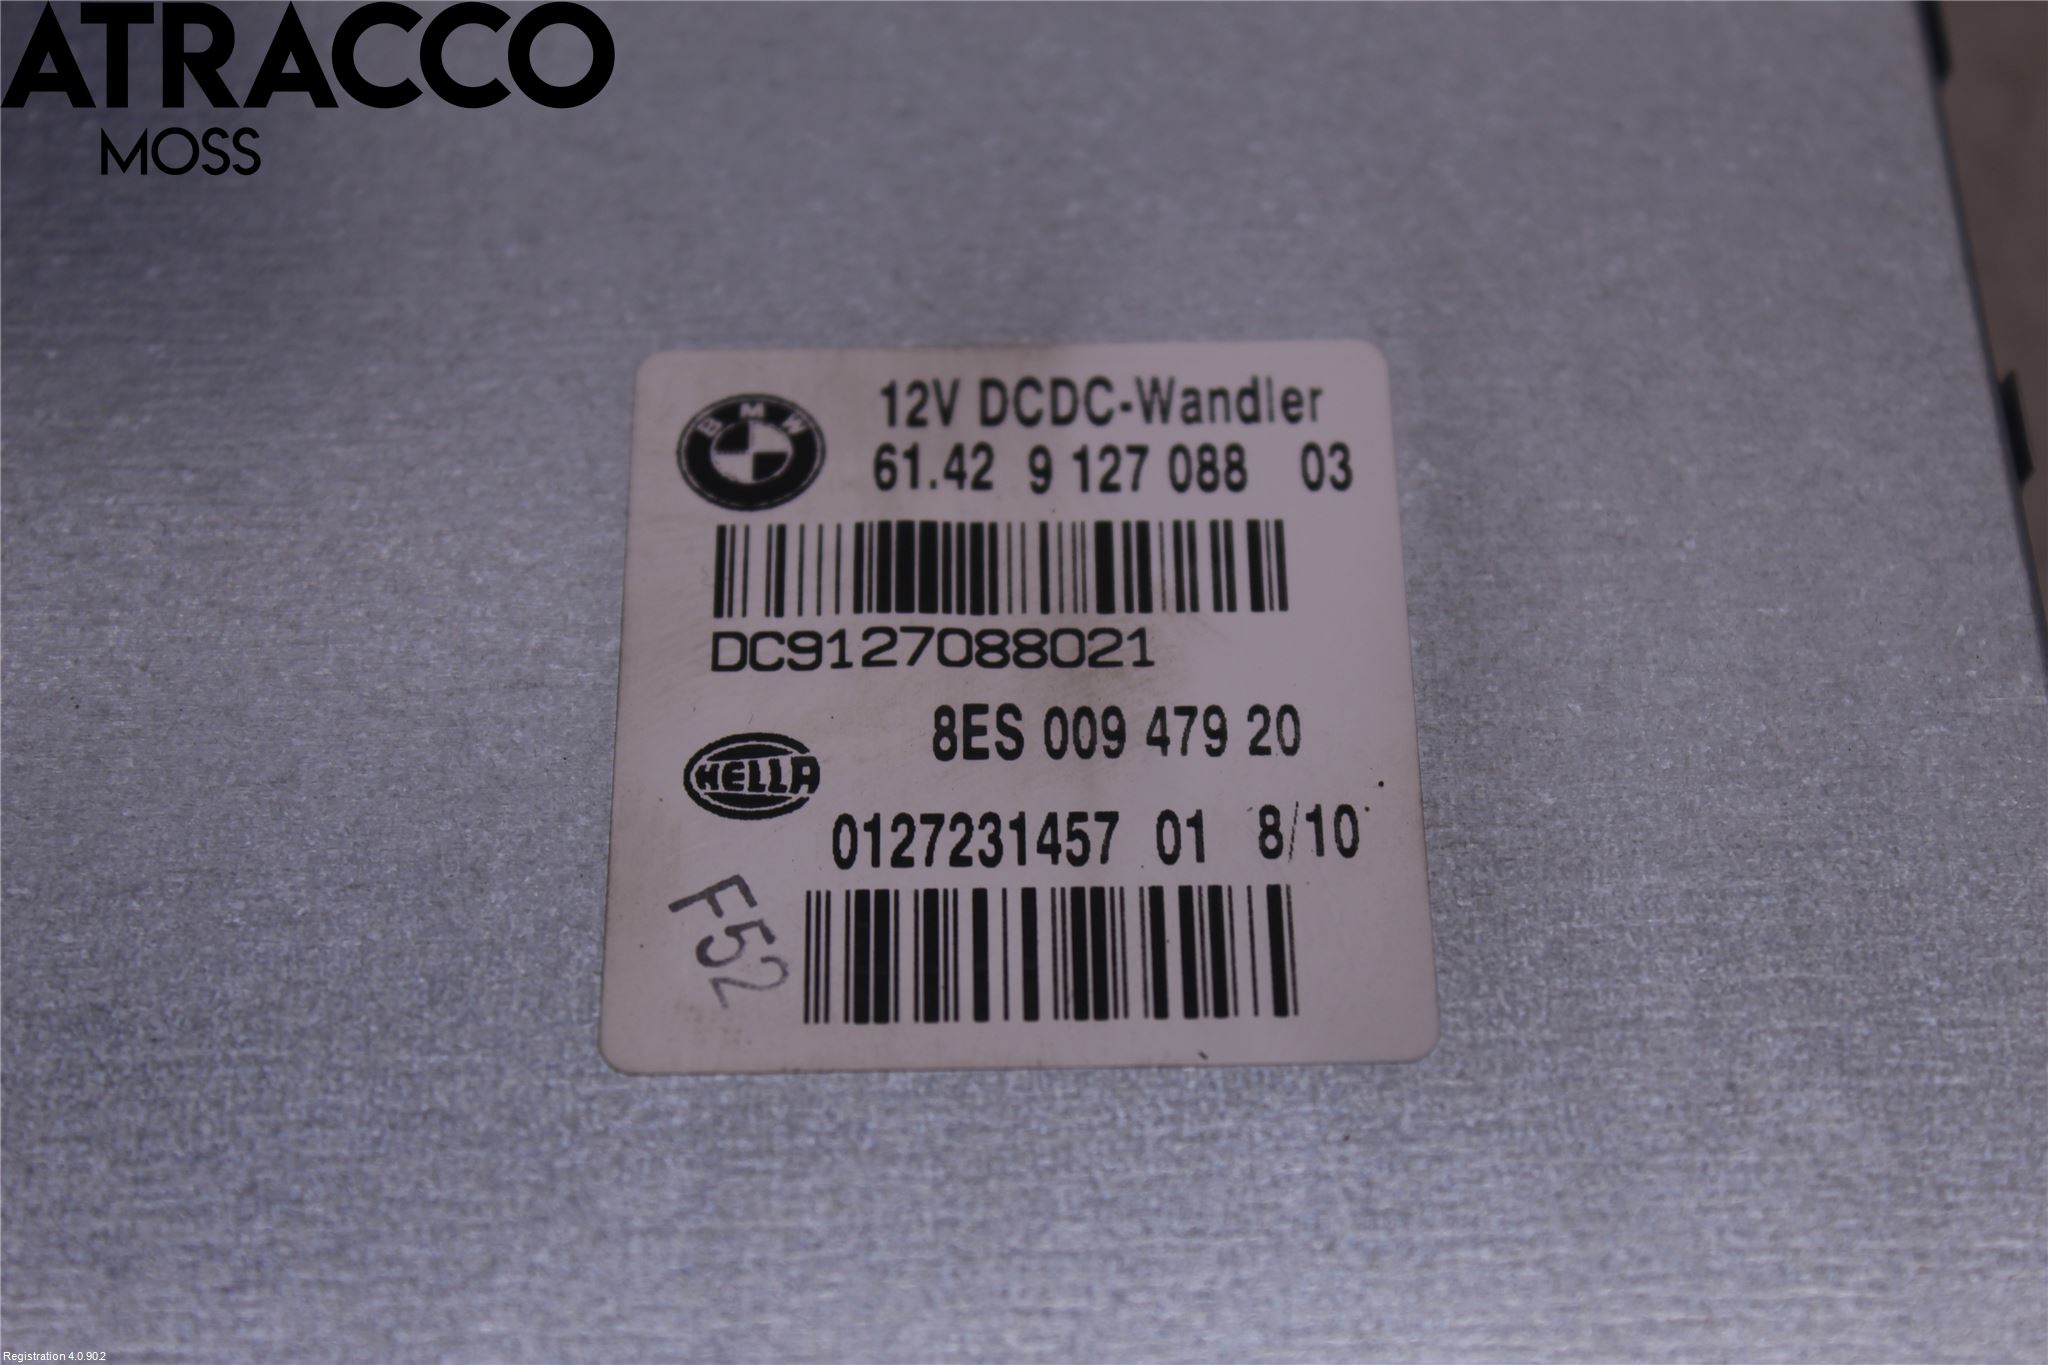 ATRACCO
MOSS
BMW
12V DCDC-Wandler
61.42 9 127 088 03
DC9127088021
8ES 009 479 20
HELLA
0127231457 01 8/10
F52
Registration 4.0.902